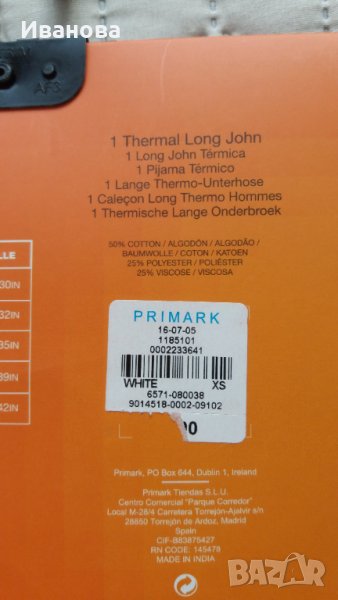 Иванова
AF3
1 Thermal Long John
1 Long John Térmica
1 Pijama Térmico
1 Lange Thermo-Unterhose
1 Caleçon Long Thermo Hommes
1 Thermische Lange Onderbroek
50% COTTON / ALGODÓN / ALGODÃO /
BAUMWOLLE / COTON / KATOEN
25% POLYESTER / POLIÉSTER
25% VISCOSE / VISCOSA
LLE
30IN
32IN
35IN
39IN
42IN
PRIMARK
16-07-05
1185101
0002233641
WHITE XS
6571-080038
9014518-0002-09102
00
Primark, PO Box 644, Dublin 1, Ireland
Primark Tiendas S.L.U.
Centro Comercial "Parque Corredor"
Local M-28/4 Carretera Torrejón-Ajalvir s/n
28850 Torrejón de Ardoz, Madrid
Spain
CIF-B83875427
RN CODE: 145478
MADE IN INDIA
BAZAR